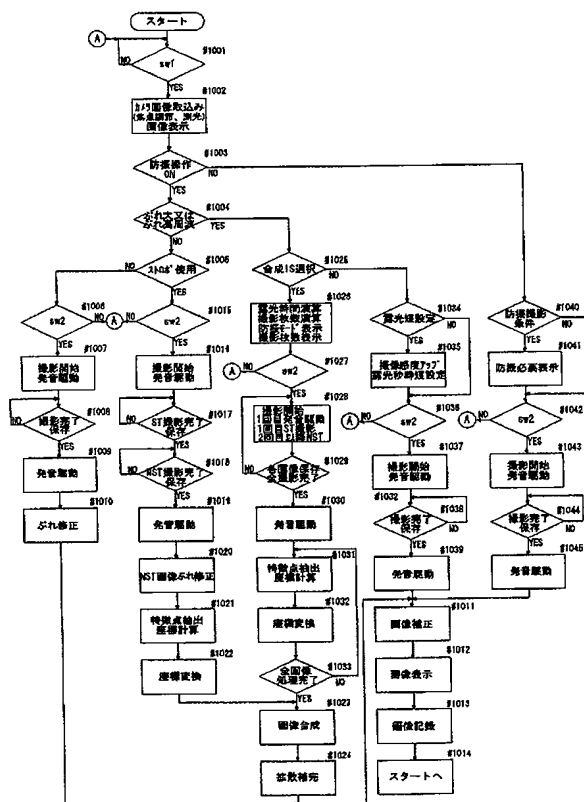 スタート
A
#1001
sw1
NO
YES
#1002
カメラ画像取込み
(焦点調節、測光)
画像表示
#1003
防振操作
ON
NO
YES
#1004
ぶれ大又は
ぶれ高周波
YES
NO
#1005
ストロボ使用
NO
YES
#1006
sw2
NO
A
YES
#1007
撮影開始
発音駆動
#1008
撮影完了
保存
NO
YES
#1009
発音駆動
#1010
ぶれ修正
#1015
sw2
NO
YES
#1016
撮影開始
発音駆動
#1017
ST撮影完了
保存
NO
YES
#1018
NST撮影完了
保存
NO
YES
#1019
発音駆動
#1020
NST画像ぶれ修正
#1021
特徴点抽出
座標計算
#1022
座標変換
#1025
合成IS選択
NO
YES
#1026
露光時間演算
撮影枚数演算
防振モード表示
撮影枚数表示
#1027
sw2
NO
A
YES
#1028
撮影開始
1回目発音駆動
1回目ST撮影
2回目以降NST
#1029
各画像保存
全撮影完了
NO
YES
#1030
発音駆動
#1031
特徴点抽出
座標計算
#1032
座標変換
#1033
全画像
処理完了
NO
YES
#1023
画像合成
#1024
拡散補完
#1034
露光短設定
NO
YES
#1035
撮像感度アップ
露光秒時短設定
#1036
sw2
NO
A
YES
#1037
撮影開始
発音駆動
#1032
#1038
撮影完了
保存
NO
YES
#1039
発音駆動
#1011
画像補正
#1012
画像表示
#1013
画像記録
#1014
スタートへ
#1040
防振撮影
条件
NO
YES
#1041
防振必要表示
#1042
sw2
NO
A
YES
#1043
撮影開始
発音駆動
#1044
撮影完了
保存
NO
YES
#1045
発音駆動